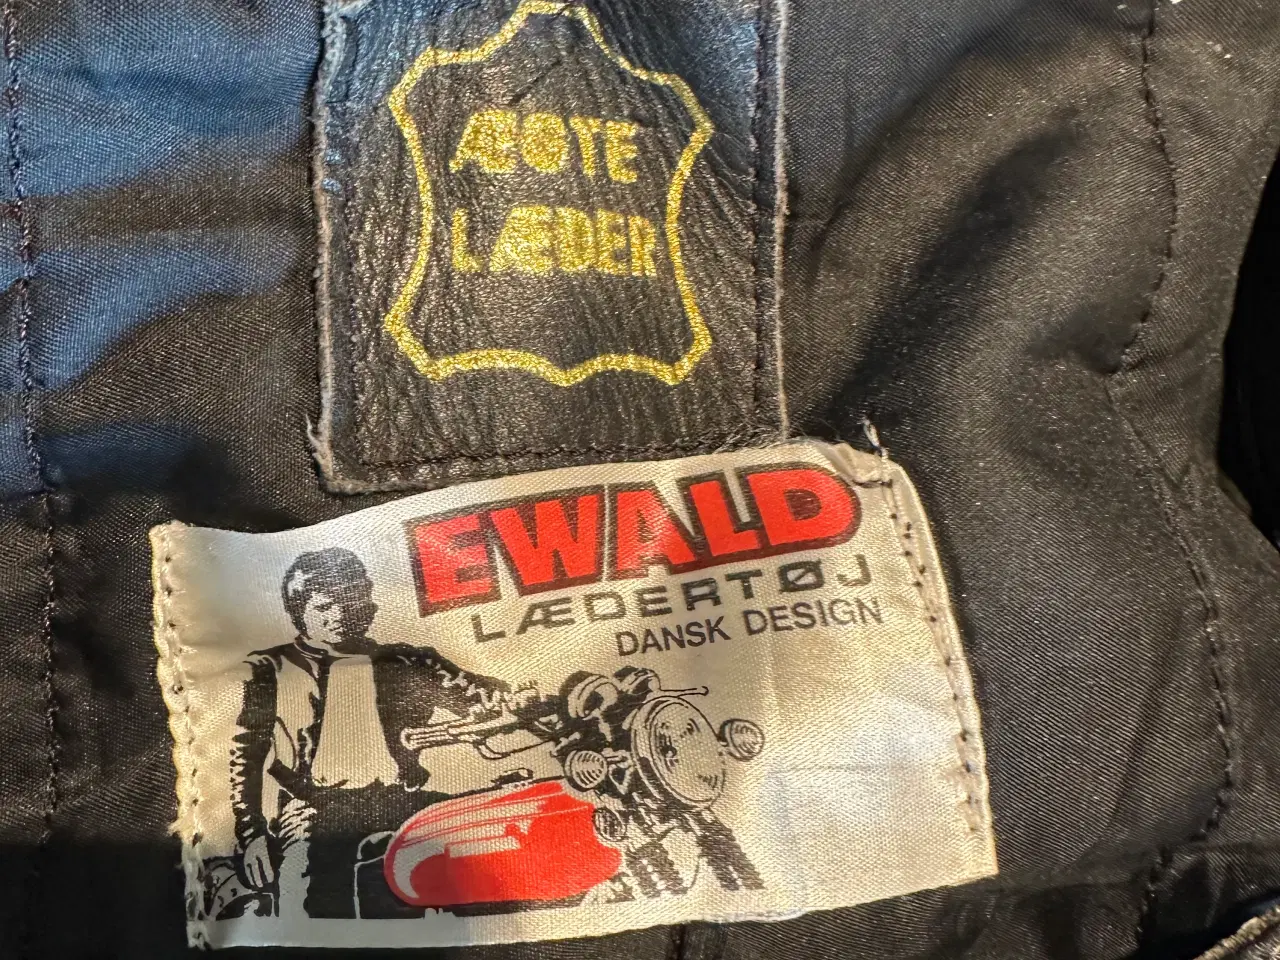 ÆGTE
LÆDER
EWALD
LÆDERTØJ
DANSK DESIGN